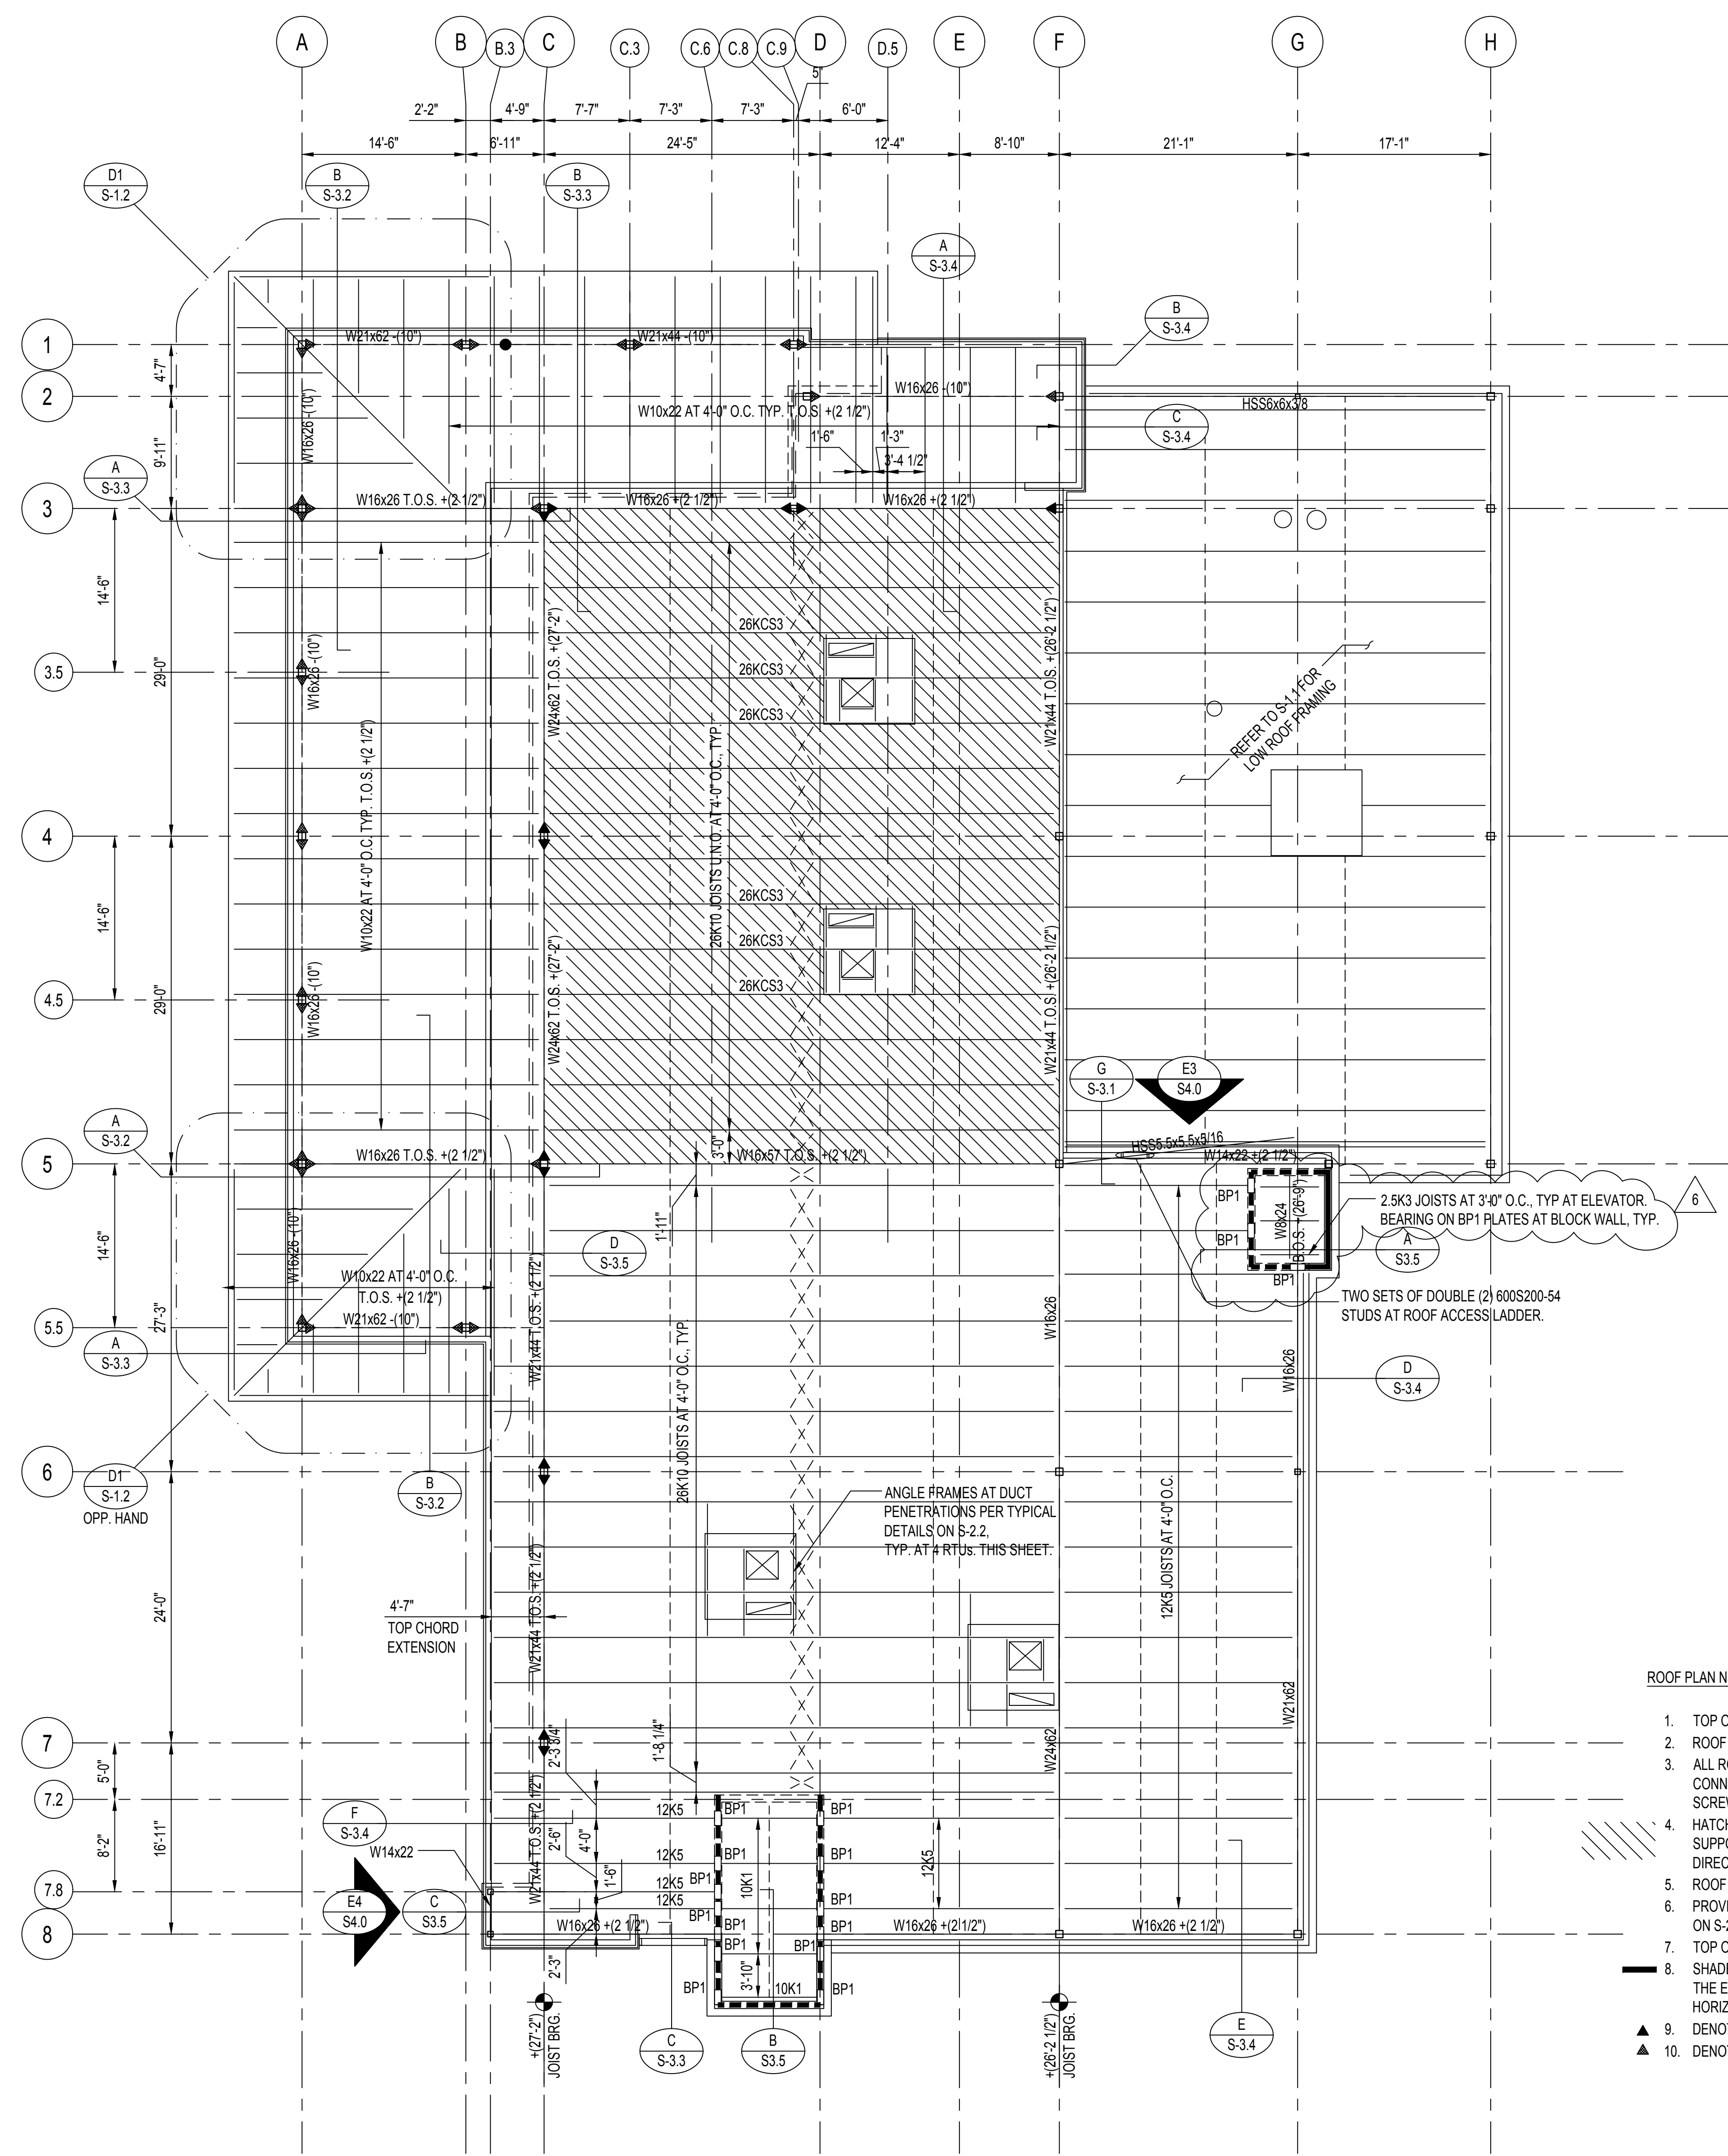 A
B
B.3
C
C.3
C.6
C.8
C.9
D
D.5
E
F
G
H
5"
2'-2"
4'-9"
7'-7"
7'-3"
7'-3"
6'-0"
14'-6"
6'-11"
24'-5"
12'-4"
8'-10"
21'-1"
17'-1"
D1
S-1.2
B
S-3.2
B
S-3.3
A
S-3.4
B
S-3.4
1
W21x62 -(10")
W21x44 -(10")
4'-7"
2
W16x26 -(10")
HSS6x6x3/8
W10x22 AT 4'-0" O.C. TYP. T.O.S. +(2 1/2")
C
S-3.4
W16x26 -(10")
9'-11"
1'-6"
1'-3"
3'-4 1/2"
A
S-3.3
3
W16x26 T.O.S. +(2 1/2")
W16x26 +(2 1/2")
W16x26 +(2 1/2")
14'-6"
29'-0"
3.5
W16x26 -(10")
W24x62 T.O.S. +(27'-2")
26KCS3
26KCS3
26KCS3
W21x44 T.O.S. +(26'-2 1/2")
REFER TO S-1.1 FOR
LOW ROOF FRAMING
4
W10x22 AT 4'-0" O.C. TYP. T.O.S. +(2 1/2")
26K10 JOISTS U.N.O. AT 4'-0" O.C., TYP.
14'-6"
29'-0"
26KCS3
26KCS3
26KCS3
4.5
W16x26 -(10")
W24x62 T.O.S. +(27'-2")
W21x44 T.O.S. +(26'-2 1/2")
G
S-3.1
E3
S4.0
A
S-3.2
5
W16x26 T.O.S. +(2 1/2")
3'-0"
W16x57 T.O.S. +(2 1/2")
HSS5.5x5.5x5/16
W14x22 +(2 1/2")
BP1
BP1
BP1
W8x24
B.O.S. +(26'-9")
2.5K3 JOISTS AT 3'-0" O.C., TYP AT ELEVATOR.
BEARING ON BP1 PLATES AT BLOCK WALL, TYP.
6
A
S3.5
14'-6"
27'-3"
W16x26 -(10")
1'-11"
D
S-3.5
W10x22 AT 4'-0" O.C.
T.O.S. +(2 1/2")
W21x62 -(10")
W21x44 T.O.S. +(2 1/2")
TWO SETS OF DOUBLE (2) 600S200-54
STUDS AT ROOF ACCESS LADDER.
5.5
A
S-3.3
W16x26
W16x26
D
S-3.4
26K10 JOISTS AT 4'-0" O.C., TYP.
6
D1
S-1.2
OPP. HAND
B
S-3.2
ANGLE FRAMES AT DUCT
PENETRATIONS PER TYPICAL
DETAILS ON S-2.2,
TYP. AT 4 RTUs. THIS SHEET.
12K5 JOISTS AT 4'-0" O.C.
24'-0"
W21x44 T.O.S. +(2 1/2")
4'-7"
TOP CHORD
EXTENSION
W21x62
W24x62
7
2'-3 3/4"
1'-8 1/4"
5'-0"
16'-11"
7.2
8'-2"
F
S-3.4
W14x22
W21x44 T.O.S. +(2 1/2")
12K5
12K5
12K5
12K5
2'-6"
4'-0"
1'-6"
BP1
BP1
BP1
BP1
BP1
BP1
BP1
10K1
BP1
BP1
BP1
BP1
BP1
12K5
7.8
E4
S4.0
C
S3.5
8
W16x26 +(2 1/2")
W16x26 +(2 1/2")
W16x26 +(2 1/2")
2'-3"
BP1
3'-10"
10K1
BP1
+(27'-2")
JOIST BRG.
C
S-3.3
B
S3.5
+(26'-2 1/2")
JOIST BRG.
E
S-3.4
ROOF PLAN N
1. TOP O
2. ROOF
3. ALL RO
CONN
SCREW
4. HATCH
SUPPO
DIREC
5. ROOF
6. PROVI
ON S-2
7. TOP O
8. SHADE
THE E
HORIZ
9. DENOT
10. DENOT